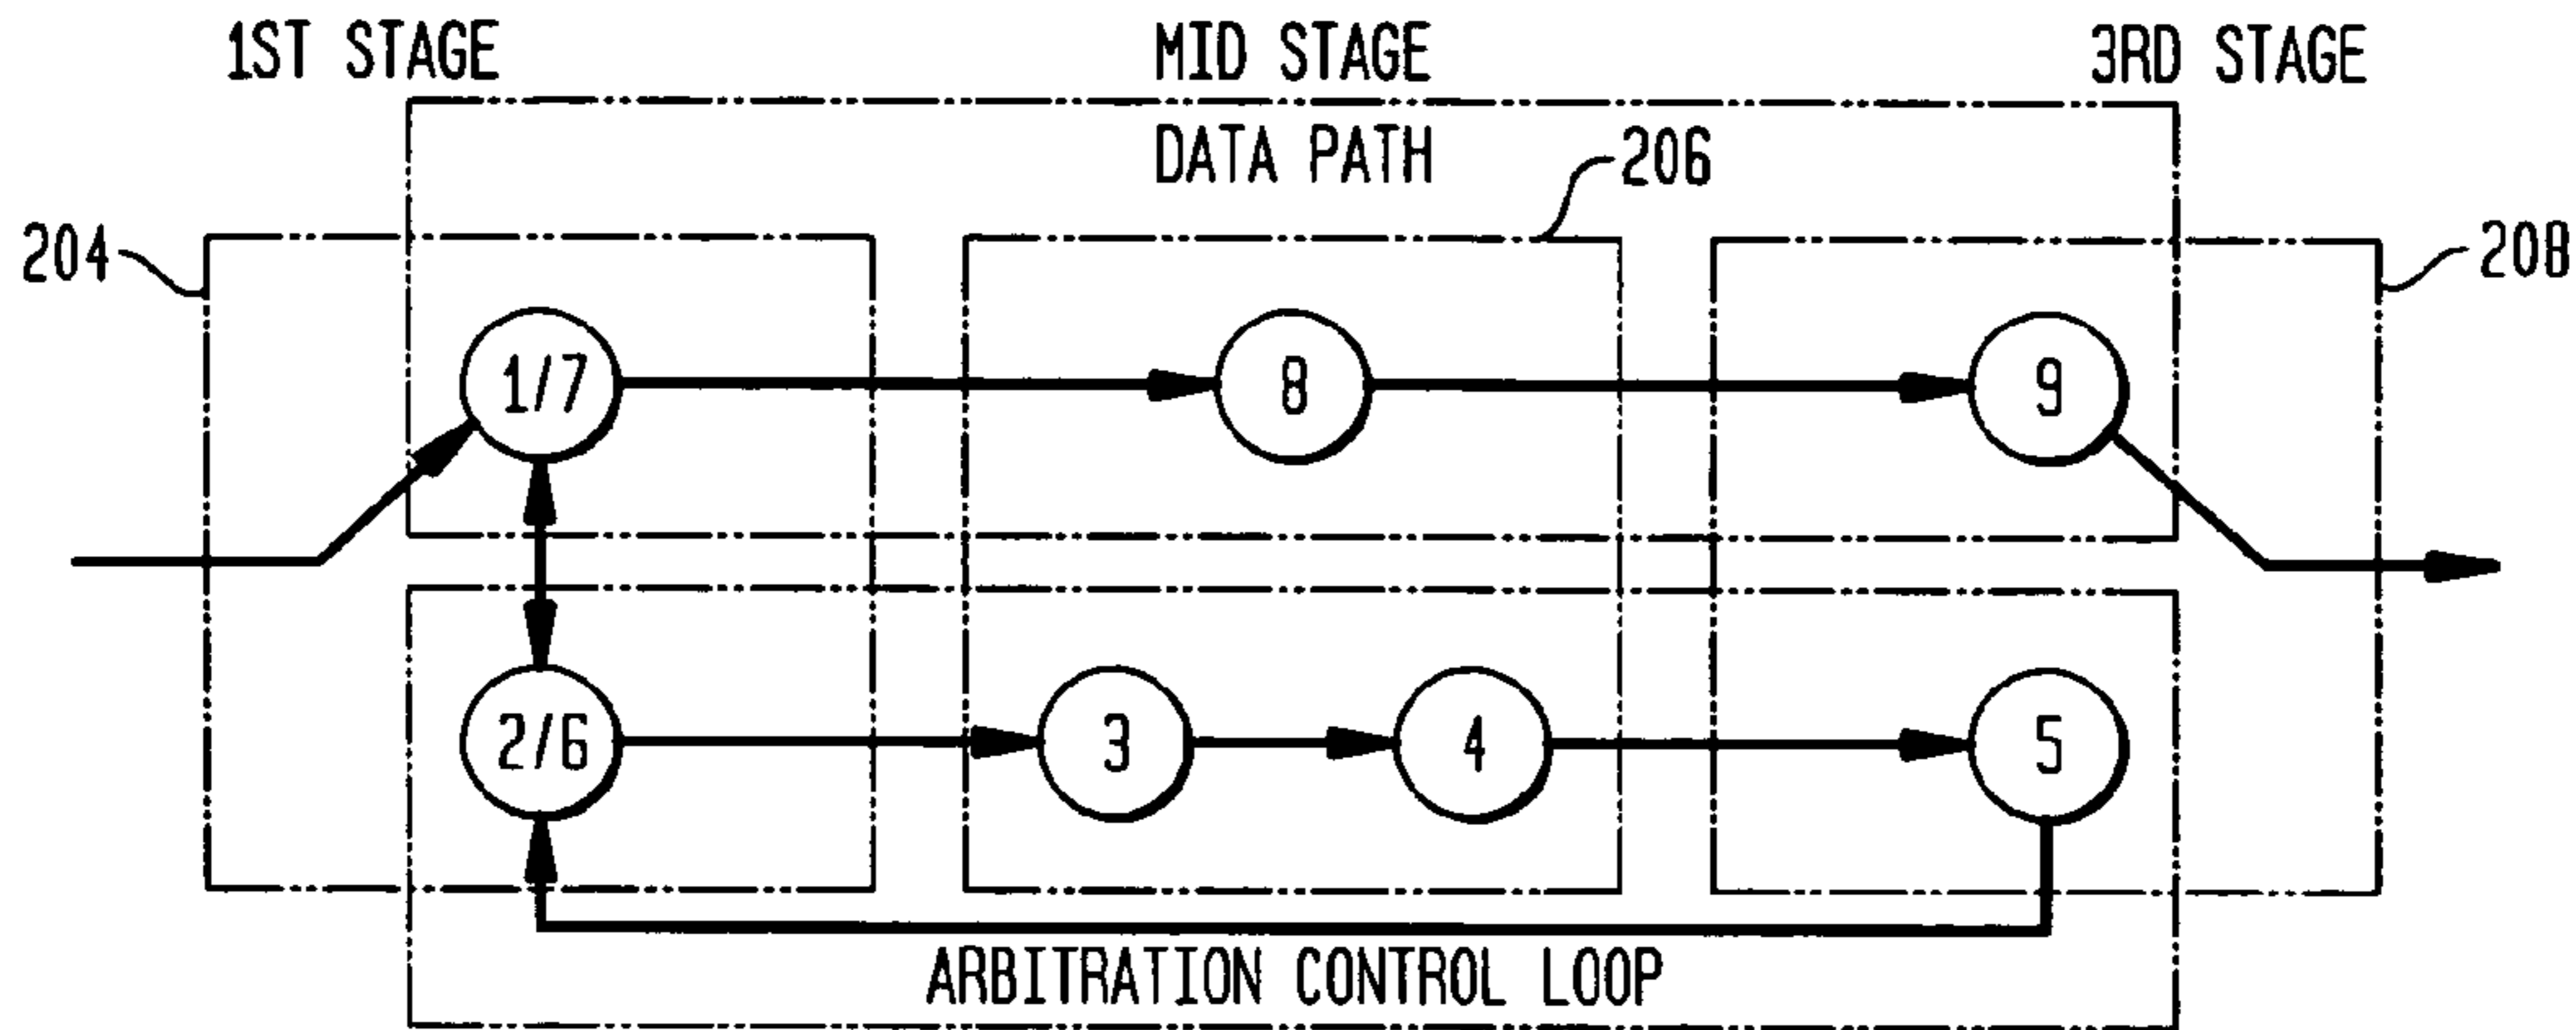 1ST STAGE
MID STAGE
3RD STAGE
DATA PATH
206
204
208
1/7
8
9
2/6
3
4
5
ARBITRATION CONTROL LOOP